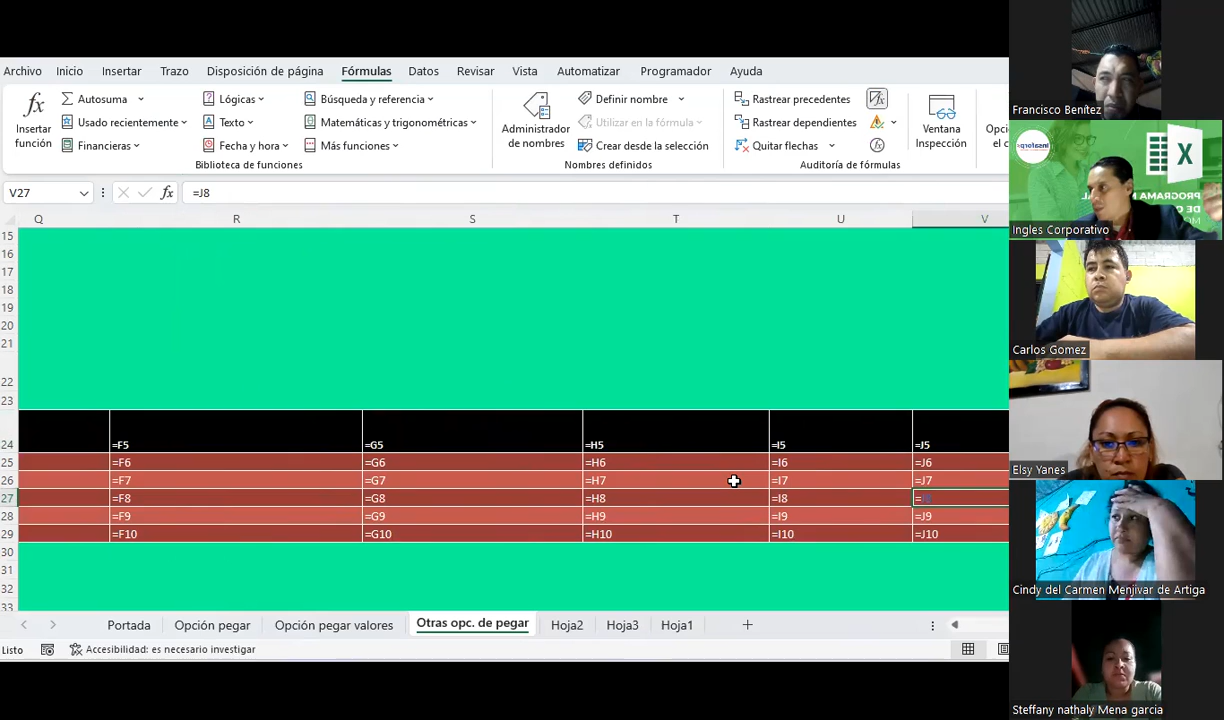 Archivo Inicio Insertar Trazo Disposición de página Fórmulas Datos Revisar Vista Automatizar Programador Ayuda
Insertar función
Autosuma
Usado recientemente
Financieras
Lógicas
Texto
Fecha y hora
Búsqueda y referencia
Matemáticas y trigonométricas
Más funciones
Biblioteca de funciones
Administrador de nombres
Definir nombre
Utilizar en la fórmula
Crear desde la selección
Nombres definidos
Rastrear precedentes
Rastrear dependientes
Quitar flechas
Auditoría de fórmulas
Ventana Inspección
V27 fx =J8
Q R S T U V
15
16
17
18
19
20
21
22
23
24 =F5 =G5 =H5 =I5 =J5
25 =F6 =G6 =H6 =I6 =J6
26 =F7 =G7 =H7 =I7 =J7
27 =F8 =G8 =H8 =I8 =J8
28 =F9 =G9 =H9 =I9 =J9
29 =F10 =G10 =H10 =I10 =J10
30
31
32
33
Portada Opción pegar Opción pegar valores Otras opc. de pegar Hoja2 Hoja3 Hoja1
Listo Accesibilidad: es necesario investigar
Francisco Benítez
Insaforp
X
PROGRAMA
Ingles Corporativo
Carlos Gomez
Elsy Yanes
Cindy del Carmen Menjivar de Artiga
Steffany nathaly Mena garcia